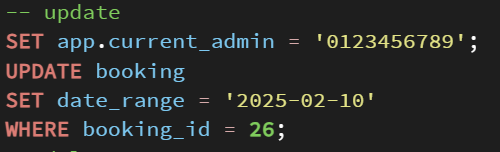 -- update
SET app.current_admin = '0123456789';
UPDATE booking
SET date_range = '2025-02-10'
WHERE booking_id = 26;